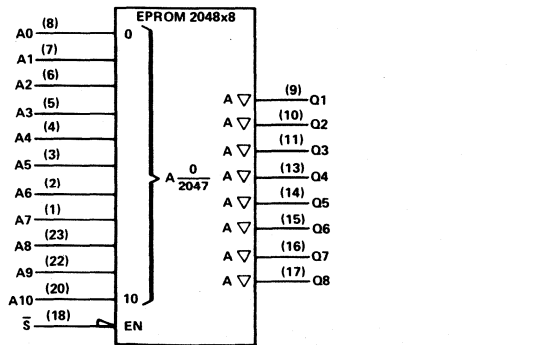 EPROM 2048x8
A0 (8) 0
A1 (7)
A2 (6)
A3 (5)
A4 (4)
A5 (3)
A6 (2)
A7 (1)
A8 (23)
A9 (22)
A10 (20) 10
S̅ (18) EN
A 0/2047
A ▽ (9) Q1
A ▽ (10) Q2
A ▽ (11) Q3
A ▽ (13) Q4
A ▽ (14) Q5
A ▽ (15) Q6
A ▽ (16) Q7
A ▽ (17) Q8